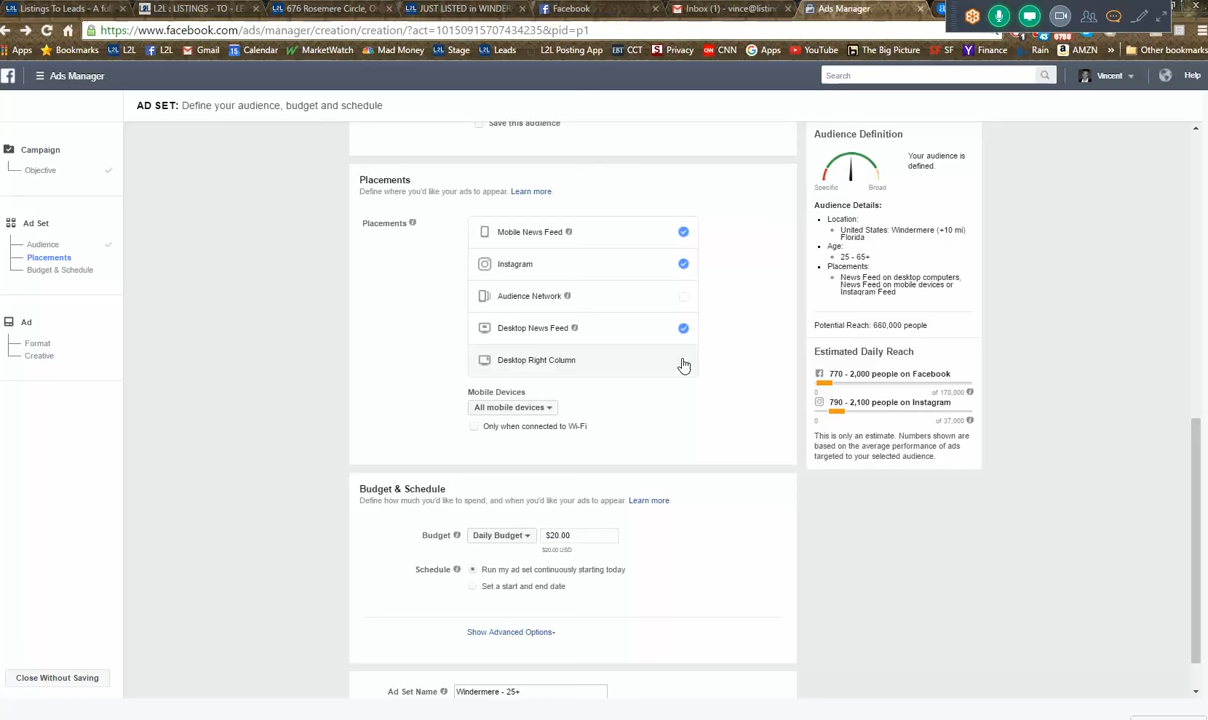 Listings To Leads - A fu
L2L : LISTINGS - TO - LE
676 Rosemere Circle, O
JUST LISTED in WINDER
Facebook
Inbox (1) - vince@listing
Ads Manager
https://www.facebook.com/ads/manager/creation/creation/?act=10150915707434235&pid=p1
Apps
Bookmarks
L2L
L2L
Gmail
Calendar
MarketWatch
Mad Money
Stage
Leads
L2L Posting App
CCT
Privacy
CNN
Apps
YouTube
The Big Picture
SF
Finance
Rain
AMZN
»
Other bookmarks
Ads Manager
Search
Vincent
Help
AD SET: Define your audience, budget and schedule
Campaign
Objective
Ad Set
Audience
Placements
Budget & Schedule
Ad
Format
Creative
Close Without Saving
Save this audience
Placements
Define where you'd like your ads to appear. Learn more.
Placements
Mobile News Feed
Instagram
Audience Network
Desktop News Feed
Desktop Right Column
Mobile Devices
All mobile devices
Only when connected to Wi-Fi
Budget & Schedule
Define how much you'd like to spend, and when you'd like your ads to appear. Learn more.
Budget
Daily Budget
$20.00
$20.00 USD
Schedule
Run my ad set continuously starting today
Set a start and end date
Show Advanced Options
Ad Set Name
Windermere - 25+
Audience Definition
Your audience is
defined.
Specific
Broad
Audience Details:
Location:
United States: Windermere (+10 mi)
Florida
Age:
25 - 65+
Placements:
News Feed on desktop computers,
News Feed on mobile devices or
Instagram Feed
Potential Reach: 660,000 people
Estimated Daily Reach
770 - 2,000 people on Facebook
0
of 170,000
790 - 2,100 people on Instagram
0
of 37,000
This is only an estimate. Numbers shown are
based on the average performance of ads
targeted to your selected audience.